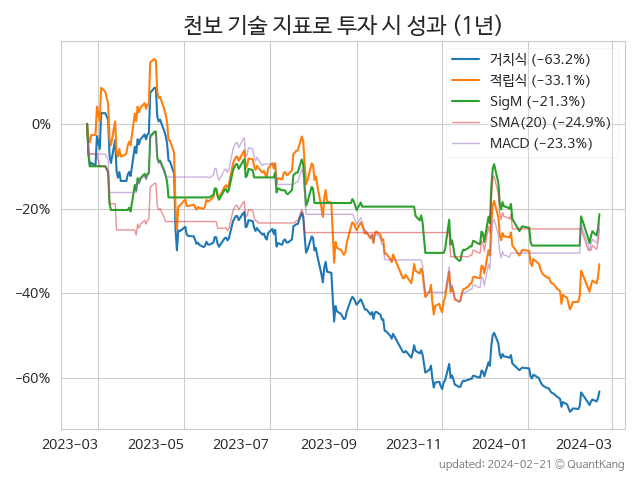 천보 기술 지표로 투자 시 성과 (1년)
거치식 (−63.2%)
적립식 (−33.1%)
SigM (−21.3%)
SMA(20) (−24.9%)
MACD (−23.3%)
0%
−20%
−40%
−60%
2023-03 2023-05 2023-07 2023-09 2023-11 2024-01 2024-03
updated: 2024-02-21 © QuantKang